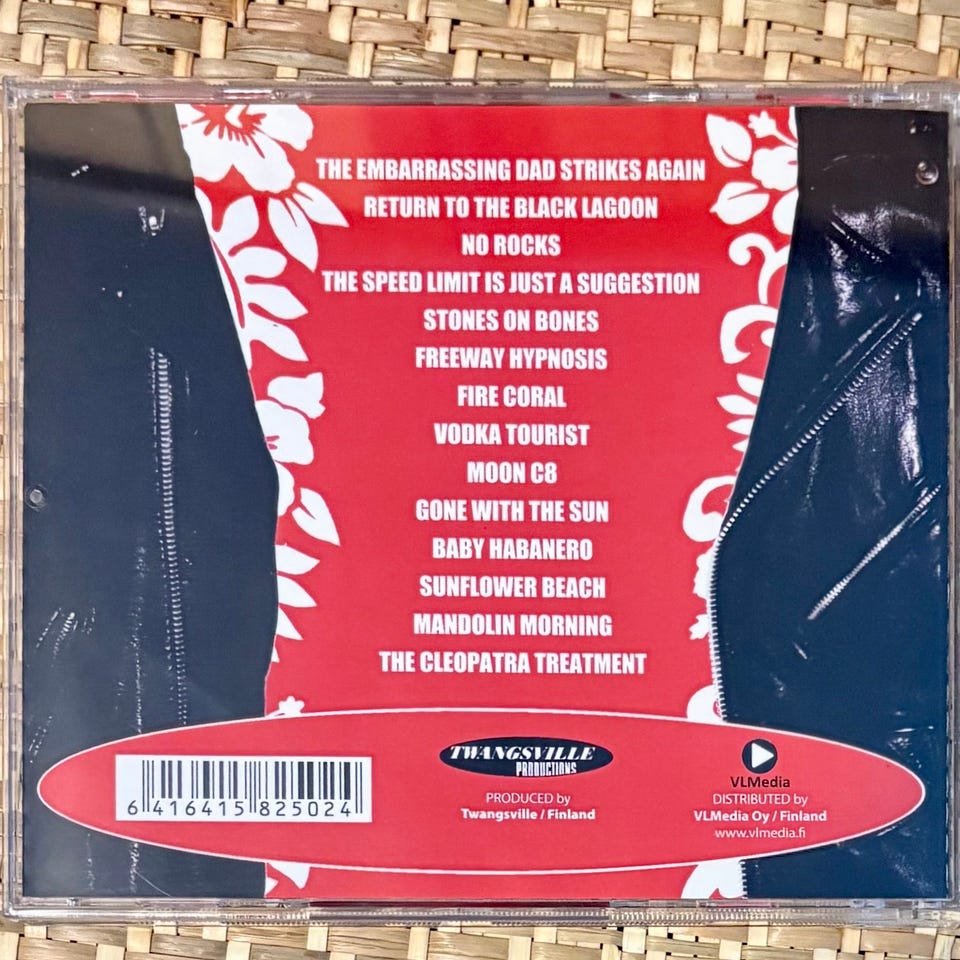 THE EMBARRASSING DAD STRIKES AGAIN
RETURN TO THE BLACK LAGOON
NO ROCKS
THE SPEED LIMIT IS JUST A SUGGESTION
STONES ON BONES
FREEWAY HYPNOSIS
FIRE CORAL
VODKA TOURIST
MOON C8
GONE WITH THE SUN
BABY HABANERO
SUNFLOWER BEACH
MANDOLIN MORNING
THE CLEOPATRA TREATMENT
6 416415 825024
TWANGSVILLE
PRODUCTIONS
PRODUCED by
Twangsville / Finland
VLMedia
DISTRIBUTED by
VLMedia Oy / Finland
www.vlmedia.fi